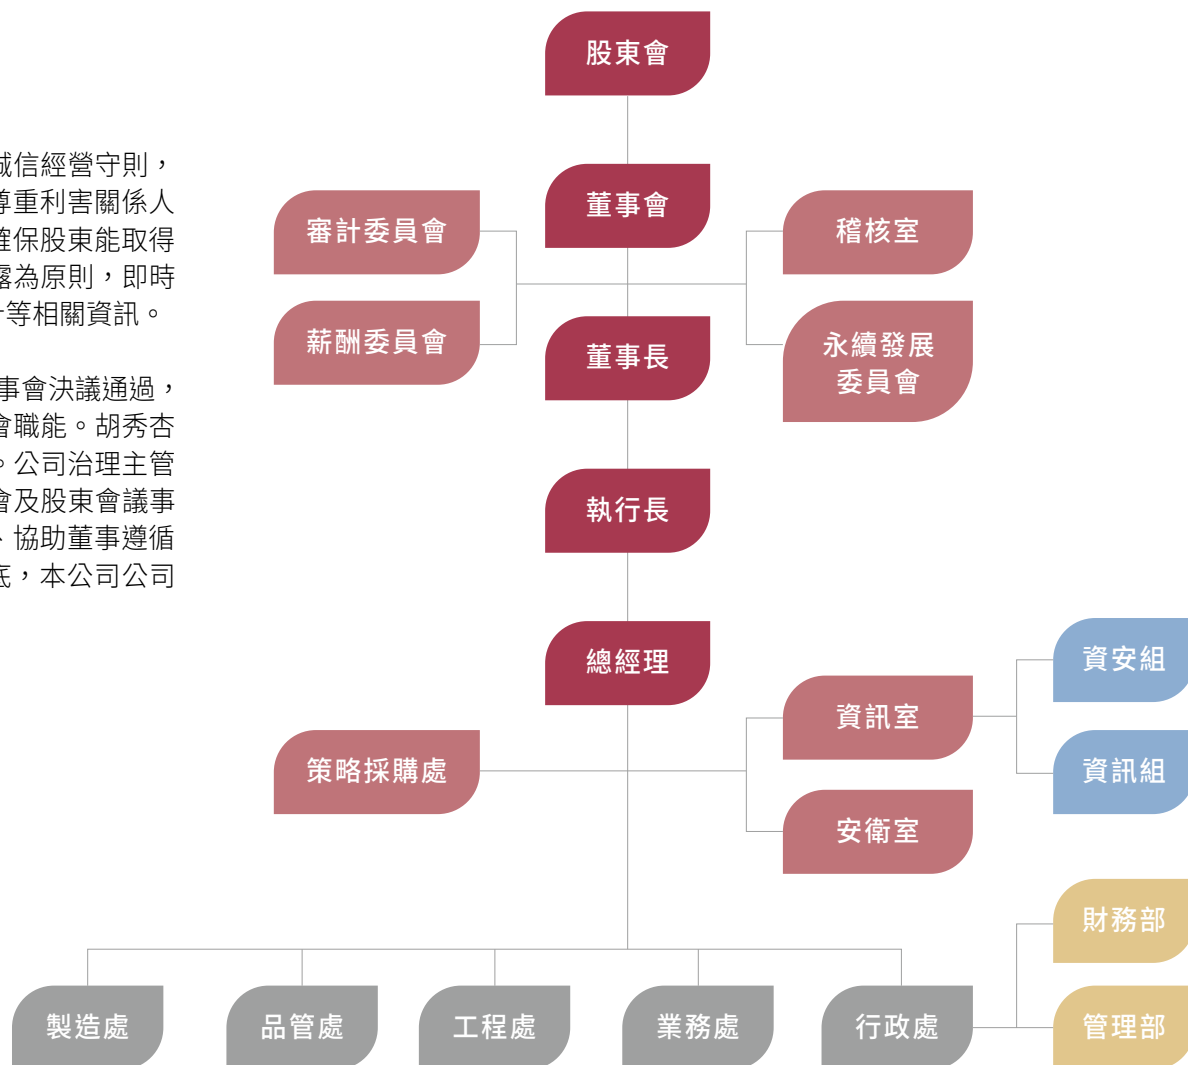 誠信經營守則，
尊重利害關係人
確保股東能取得
露為原則，即時
等相關資訊。
事會決議通過，
會職能。胡秀杏
。公司治理主管
會及股東會議事
、協助董事遵循
底，本公司公司
股東會
董事會
審計委員會
稽核室
薪酬委員會
董事長
永續發展
委員會
執行長
總經理
資安組
資訊室
策略採購處
資訊組
安衛室
財務部
製造處
品管處
工程處
業務處
行政處
管理部